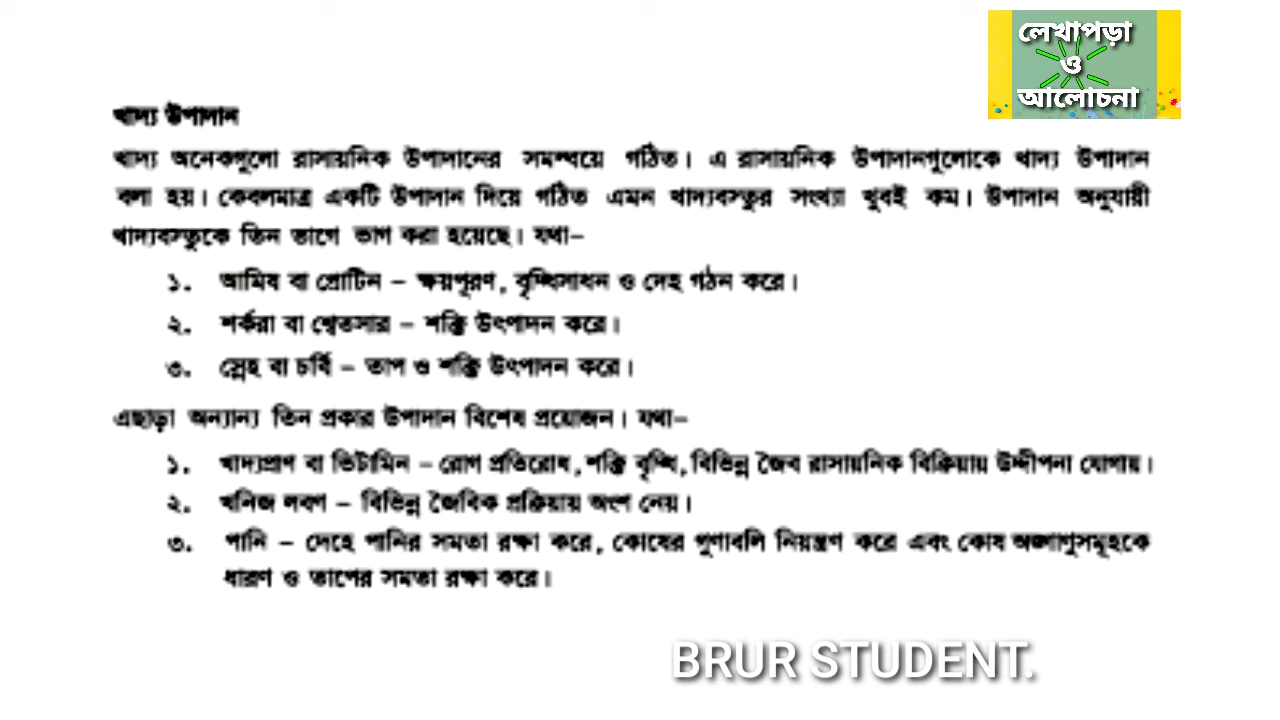 লেখাপড়া
ও
আলোচনা
খাদ্য উপাদান
খাদ্য অনেকগুলো রাসায়নিক উপাদানের সমন্বয়ে গঠিত। এ রাসায়নিক উপাদানগুলোকে খাদ্য উপাদান
বলা হয়। কেবলমাত্র একটি উপাদান দিয়ে গঠিত এমন খাদ্যবস্তুর সংখ্যা খুবই কম। উপাদান অনুযায়ী
খাদ্যবস্তুকে তিন ভাগে ভাগ করা হয়েছে। যথা–
১. আমিষ বা প্রোটিন – ক্ষয়পূরণ, বৃদ্ধিসাধন ও দেহ গঠন করে।
২. শর্করা বা শ্বেতসার – শক্তি উৎপাদন করে।
৩. স্নেহ বা চর্বি – তাপ ও শক্তি উৎপাদন করে।
এছাড়া অন্যান্য তিন প্রকার উপাদান বিশেষ প্রয়োজন। যথা–
১. খাদ্যপ্রাণ বা ভিটামিন – রোগ প্রতিরোধ, শক্তি বৃদ্ধি, বিভিন্ন জৈব রাসায়নিক বিক্রিয়ায় উদ্দীপনা যোগায়।
২. খনিজ লবণ – বিভিন্ন জৈবিক প্রক্রিয়ায় অংশ নেয়।
৩. পানি – দেহে পানির সমতা রক্ষা করে, কোষের গুণাবলি নিয়ন্ত্রণ করে এবং কোষ অঙ্গাণুসমূহকে
ধারণ ও তাপের সমতা রক্ষা করে।
BRUR STUDENT.